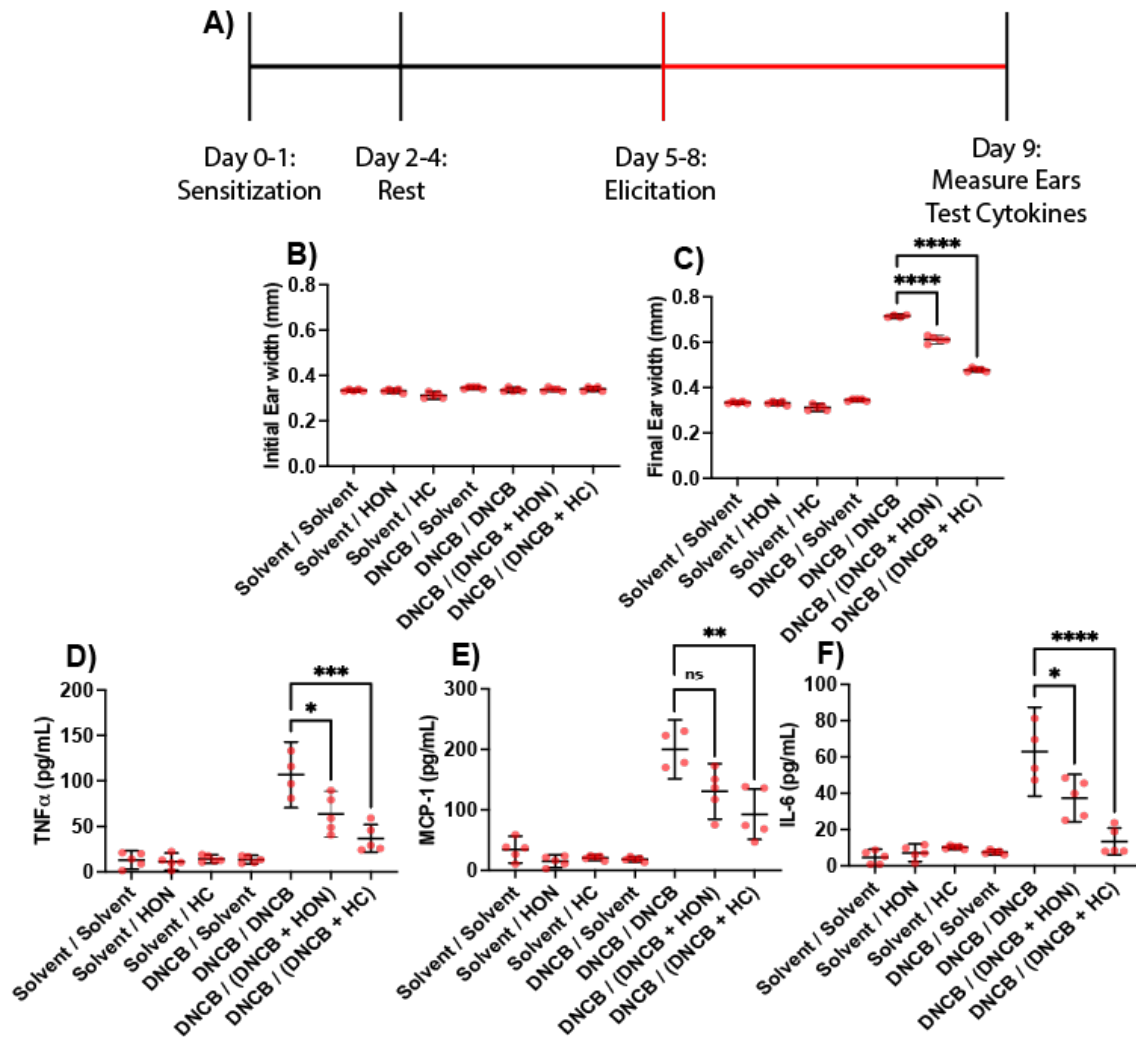 A)
Day 0-1:
Sensitization
Day 2-4:
Rest
Day 5-8:
Elicitation
Day 9:
Measure Ears
Test Cytokines
B)
Initial Ear width (mm)
0.8
0.6
0.4
0.2
0.0
Solvent / Solvent
Solvent / HON
Solvent / HC
DNCB / Solvent
DNCB / DNCB
DNCB / (DNCB + HON)
DNCB / (DNCB + HC)
C)
****
****
Final Ear width (mm)
0.8
0.6
0.4
0.2
0.0
Solvent / Solvent
Solvent / HON
Solvent / HC
DNCB / Solvent
DNCB / DNCB
DNCB / (DNCB + HON)
DNCB / (DNCB + HC)
D)
***
*
TNFα (pg/mL)
200
150
100
50
0
Solvent / Solvent
Solvent / HON
Solvent / HC
DNCB / Solvent
DNCB / DNCB
DNCB / (DNCB + HON)
DNCB / (DNCB + HC)
E)
**
ns
MCP-1 (pg/mL)
300
200
100
0
Solvent / Solvent
Solvent / HON
Solvent / HC
DNCB / Solvent
DNCB / DNCB
DNCB / (DNCB + HON)
DNCB / (DNCB + HC)
F)
****
*
IL-6 (pg/mL)
100
80
60
40
20
0
Solvent / Solvent
Solvent / HON
Solvent / HC
DNCB / Solvent
DNCB / DNCB
DNCB / (DNCB + HON)
DNCB / (DNCB + HC)